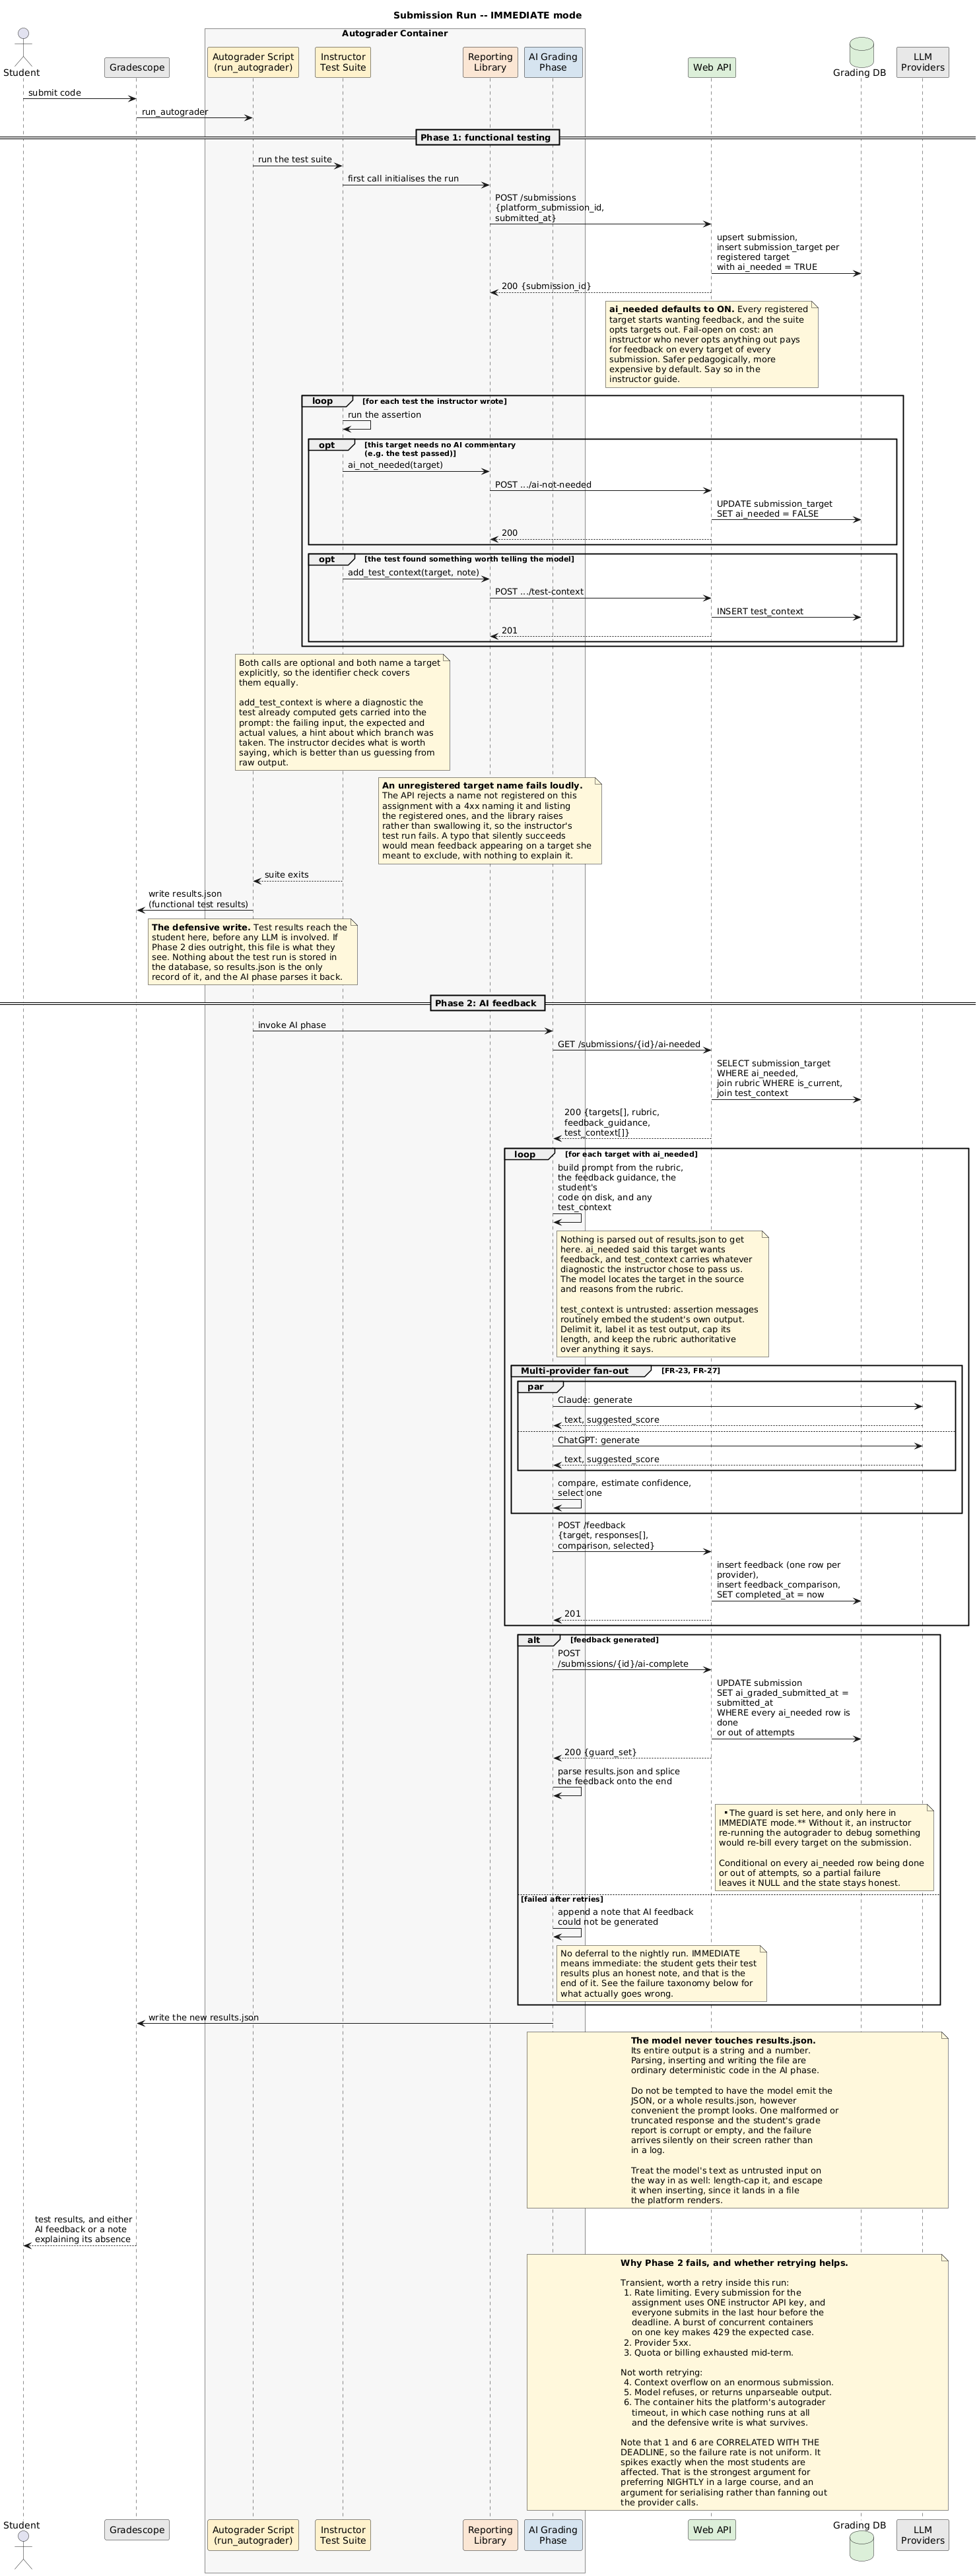 Submission Run -- IMMEDIATE mode
Autograder Container
Student
Gradescope
Autograder Script
(run_autograder)
Instructor
Test Suite
Reporting
Library
AI Grading
Phase
Web API
Grading DB
LLM
Providers
submit code
run_autograder
Phase 1: functional testing
run the test suite
first call initialises the run
POST /submissions
{platform_submission_id,
submitted_at}
upsert submission,
insert submission_target per
registered target
with ai_needed = TRUE
200 {submission_id}
ai_needed defaults to ON. Every registered
target starts wanting feedback, and the suite
opts targets out. Fail-open on cost: an
instructor who never opts anything out pays
for feedback on every target of every
submission. Safer pedagogically, more
expensive by default. Say so in the
instructor guide.
loop
[for each test the instructor wrote]
run the assertion
opt
[this target needs no AI commentary
(e.g. the test passed)]
ai_not_needed(target)
POST .../ai-not-needed
UPDATE submission_target
SET ai_needed = FALSE
200
opt
[the test found something worth telling the model]
add_test_context(target, note)
POST .../test-context
INSERT test_context
201
Both calls are optional and both name a target
explicitly, so the identifier check covers
them equally.
add_test_context is where a diagnostic the
test already computed gets carried into the
prompt: the failing input, the expected and
actual values, a hint about which branch was
taken. The instructor decides what is worth
saying, which is better than us guessing from
raw output.
An unregistered target name fails loudly.
The API rejects a name not registered on this
assignment with a 4xx naming it and listing
the registered ones, and the library raises
rather than swallowing it, so the instructor's
test run fails. A typo that silently succeeds
would mean feedback appearing on a target she
meant to exclude, with nothing to explain it.
suite exits
write results.json
(functional test results)
The defensive write. Test results reach the
student here, before any LLM is involved. If
Phase 2 dies outright, this file is what they
see. Nothing about the test run is stored in
the database, so results.json is the only
record of it, and the AI phase parses it back.
Phase 2: AI feedback
invoke AI phase
GET /submissions/{id}/ai-needed
SELECT submission_target
WHERE ai_needed,
join rubric WHERE is_current,
join test_context
200 {targets[], rubric,
feedback_guidance,
test_context[]}
loop
[for each target with ai_needed]
build prompt from the rubric,
the feedback guidance, the
student's
code on disk, and any
test_context
Nothing is parsed out of results.json to get
here. ai_needed said this target wants
feedback, and test_context carries whatever
diagnostic the instructor chose to pass us.
The model locates the target in the source
and reasons from the rubric.
test_context is untrusted: assertion messages
routinely embed the student's own output.
Delimit it, label it as test output, cap its
length, and keep the rubric authoritative
over anything it says.
Multi-provider fan-out
[FR-23, FR-27]
par
Claude: generate
text, suggested_score
ChatGPT: generate
text, suggested_score
compare, estimate confidence,
select one
POST /feedback
{target, responses[],
comparison, selected}
insert feedback (one row per
provider),
insert feedback_comparison,
SET completed_at = now
201
alt
[feedback generated]
POST
/submissions/{id}/ai-complete
UPDATE submission
SET ai_graded_submitted_at =
submitted_at
WHERE every ai_needed row is
done
or out of attempts
200 {guard_set}
parse results.json and splice
the feedback onto the end
•The guard is set here, and only here in
IMMEDIATE mode.** Without it, an instructor
re-running the autograder to debug something
would re-bill every target on the submission.
Conditional on every ai_needed row being done
or out of attempts, so a partial failure
leaves it NULL and the state stays honest.
[failed after retries]
append a note that AI feedback
could not be generated
No deferral to the nightly run. IMMEDIATE
means immediate: the student gets their test
results plus an honest note, and that is the
end of it. See the failure taxonomy below for
what actually goes wrong.
write the new results.json
The model never touches results.json.
Its entire output is a string and a number.
Parsing, inserting and writing the file are
ordinary deterministic code in the AI phase.
Do not be tempted to have the model emit the
JSON, or a whole results.json, however
convenient the prompt looks. One malformed or
truncated response and the student's grade
report is corrupt or empty, and the failure
arrives silently on their screen rather than
in a log.
Treat the model's text as untrusted input on
the way in as well: length-cap it, and escape
it when inserting, since it lands in a file
the platform renders.
test results, and either
AI feedback or a note
explaining its absence
Why Phase 2 fails, and whether retrying helps.
Transient, worth a retry inside this run:
1. Rate limiting. Every submission for the
assignment uses ONE instructor API key, and
everyone submits in the last hour before the
deadline. A burst of concurrent containers
on one key makes 429 the expected case.
2. Provider 5xx.
3. Quota or billing exhausted mid-term.
Not worth retrying:
4. Context overflow on an enormous submission.
5. Model refuses, or returns unparseable output.
6. The container hits the platform's autograder
timeout, in which case nothing runs at all
and the defensive write is what survives.
Note that 1 and 6 are CORRELATED WITH THE
DEADLINE, so the failure rate is not uniform. It
spikes exactly when the most students are
affected. That is the strongest argument for
preferring NIGHTLY in a large course, and an
argument for serialising rather than fanning out
the provider calls.
Student
Gradescope
Autograder Script
(run_autograder)
Instructor
Test Suite
Reporting
Library
AI Grading
Phase
Web API
Grading DB
LLM
Providers